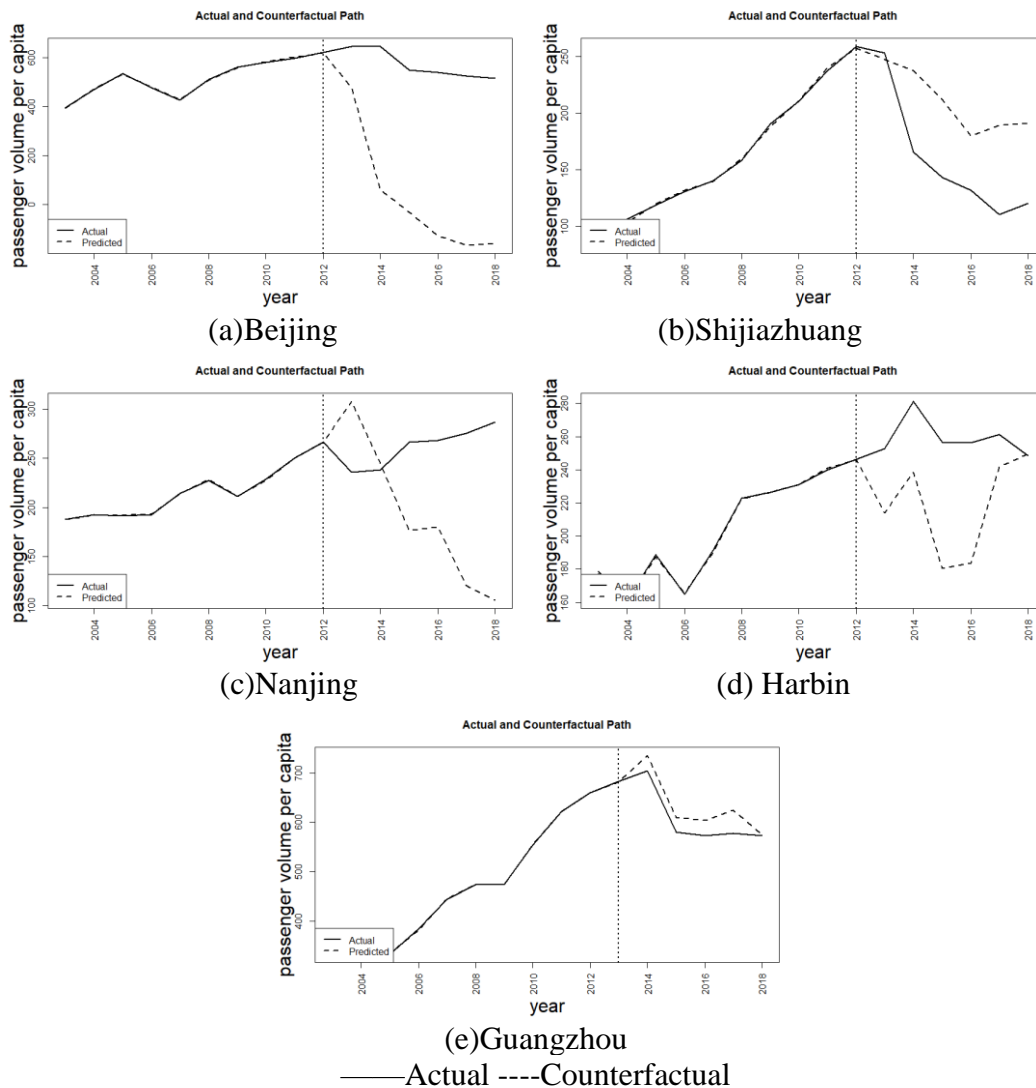 Actual and Counterfactual Path
passenger volume per capita
600
400
200
0
Actual
Predicted
2004
2006
2008
2010
2012
2014
2016
2018
year
(a)Beijing
Actual and Counterfactual Path
passenger volume per capita
250
200
150
100
Actual
Predicted
2004
2006
2008
2010
2012
2014
2016
2018
year
(b)Shijiazhuang
Actual and Counterfactual Path
passenger volume per capita
300
250
200
150
100
Actual
Predicted
2004
2006
2008
2010
2012
2014
2016
2018
year
(c)Nanjing
Actual and Counterfactual Path
passenger volume per capita
280
260
240
220
200
180
160
Actual
Predicted
2004
2006
2008
2010
2012
2014
2016
2018
year
(d) Harbin
Actual and Counterfactual Path
passenger volume per capita
700
600
500
400
Actual
Predicted
2004
2006
2008
2010
2012
2014
2016
2018
year
(e)Guangzhou
——Actual ----Counterfactual